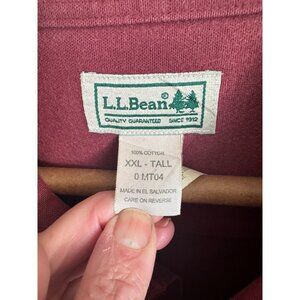 L.L.Bean®
QUALITY GUARANTEED SINCE 1912
100% COTTON
XXL - TALL
0 MT04
MADE IN EL SALVADOR
CARE ON REVERSE